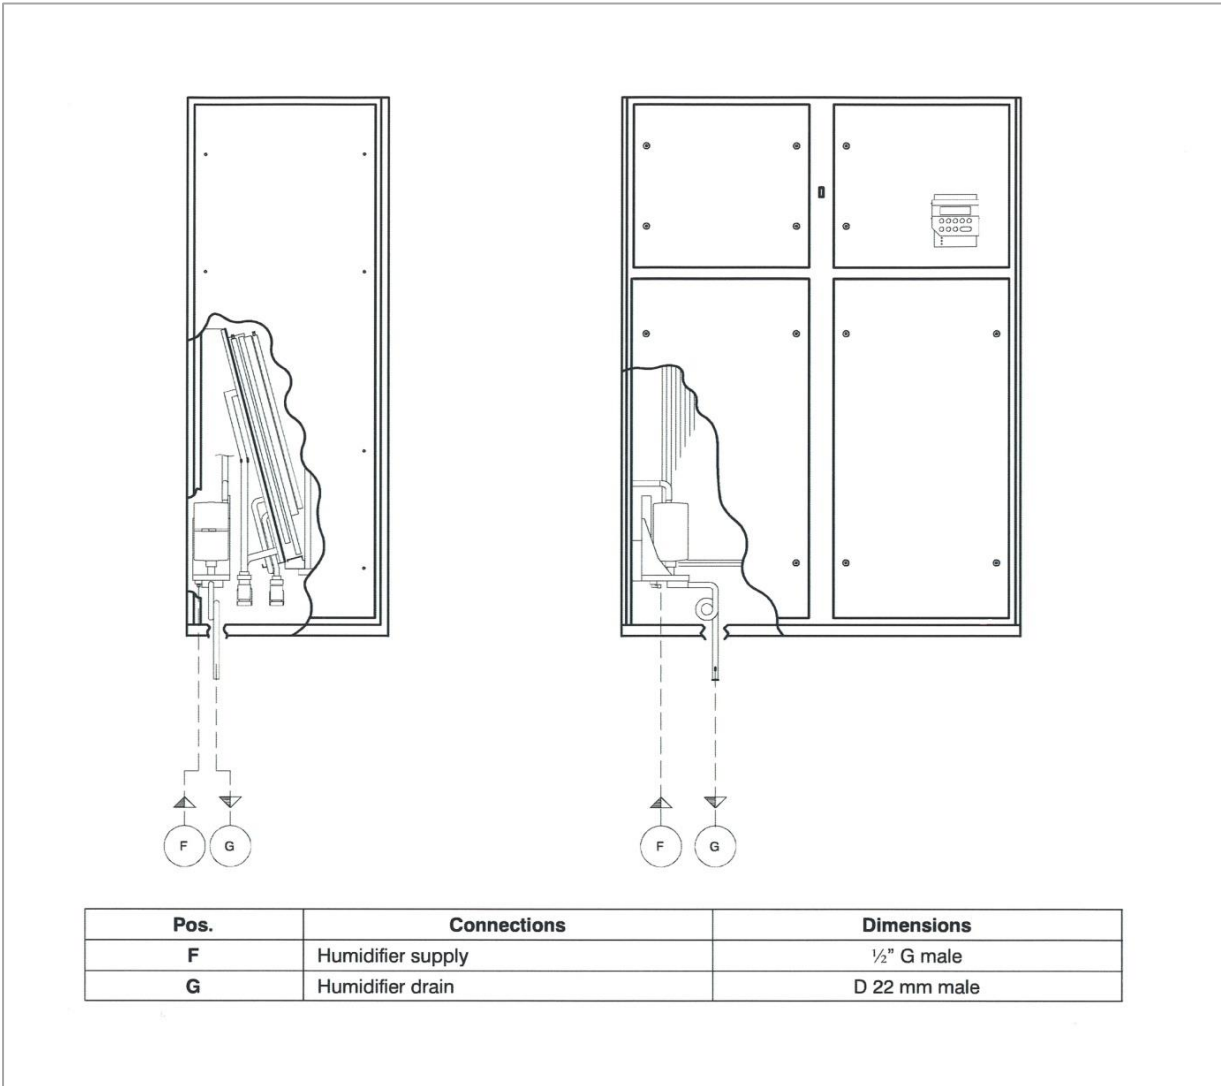 F G F G
Pos. Connections Dimensions
F Humidifier supply ½” G male
G Humidifier drain D 22 mm male